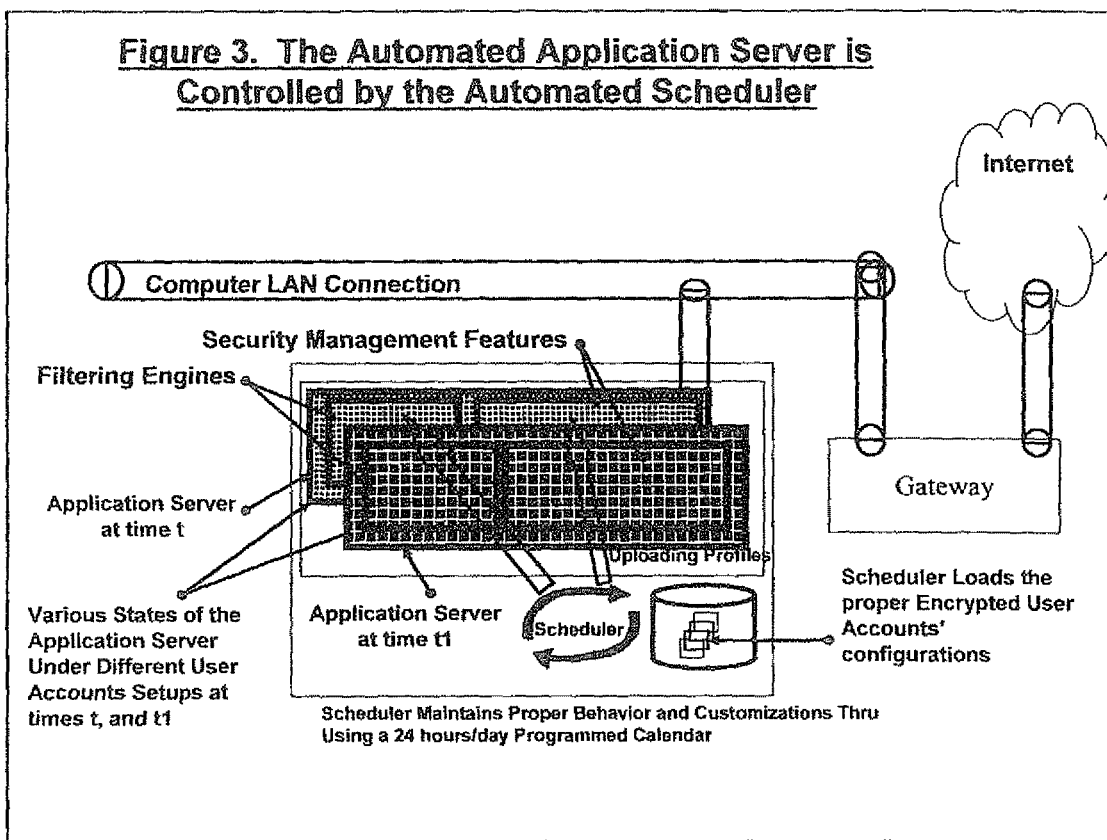 Figure 3. The Automated Application Server is
Controlled by the Automated Scheduler
Internet
Computer LAN Connection
Security Management Features
Filtering Engines
Application Server
at time t
Gateway
Uploading Profiles
Various States of the
Application Server
Under Different User
Accounts Setups at
times t, and t1
Application Server
at time t1
Scheduler
Scheduler Loads the
proper Encrypted User
Accounts'
configurations
Scheduler Maintains Proper Behavior and Customizations Thru
Using a 24 hours/day Programmed Calendar